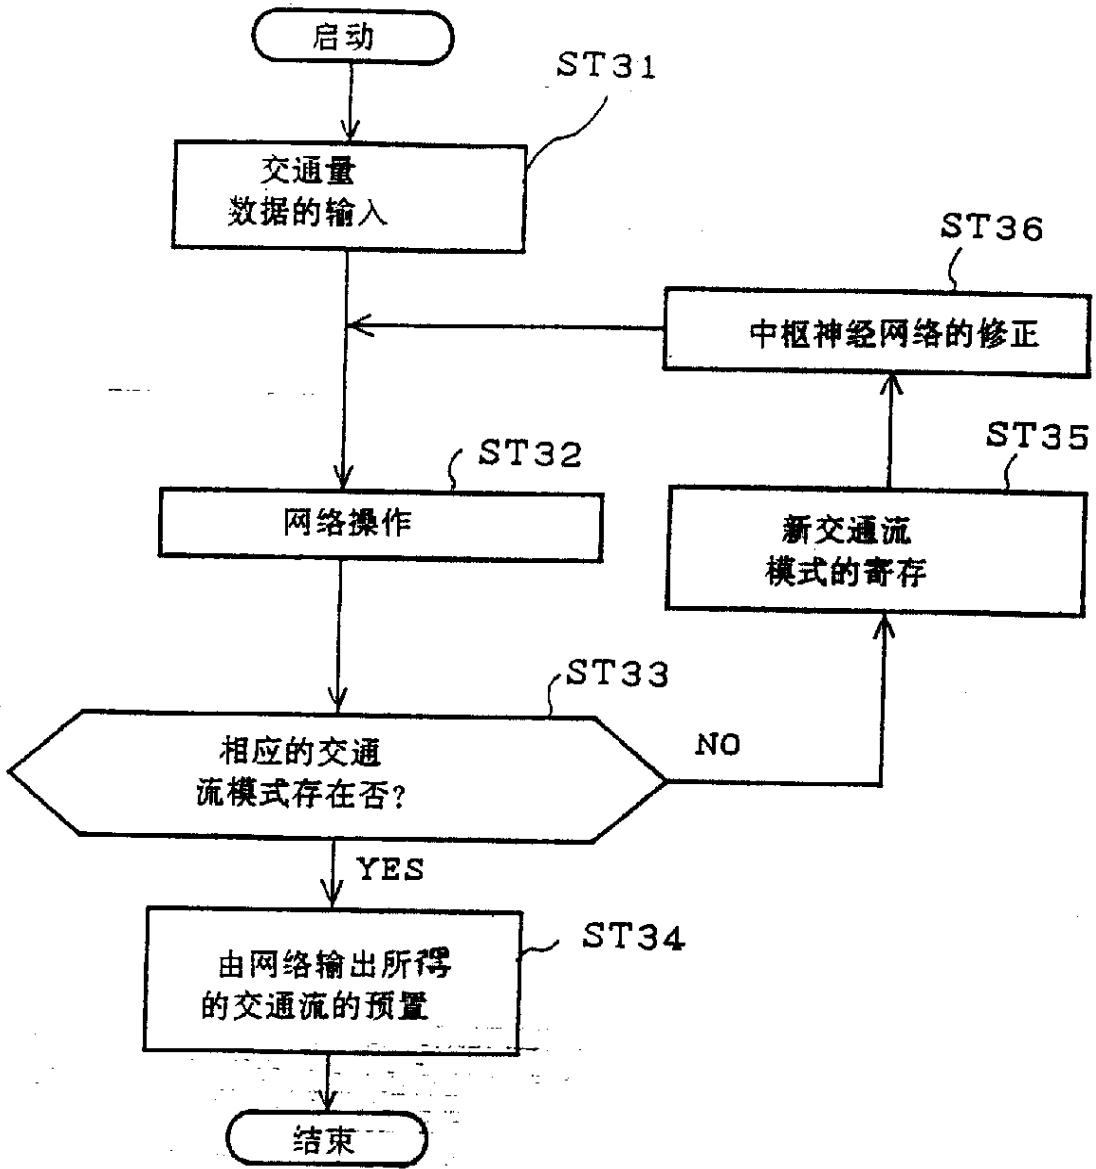 启动
ST31
交通量
数据的输入
ST36
中枢神经网络的修正
ST35
新交通流
模式的寄存
ST32
网络操作
ST33
相应的交通
流模式存在否?
NO
YES
ST34
由网络输出所得
的交通流的预置
结束